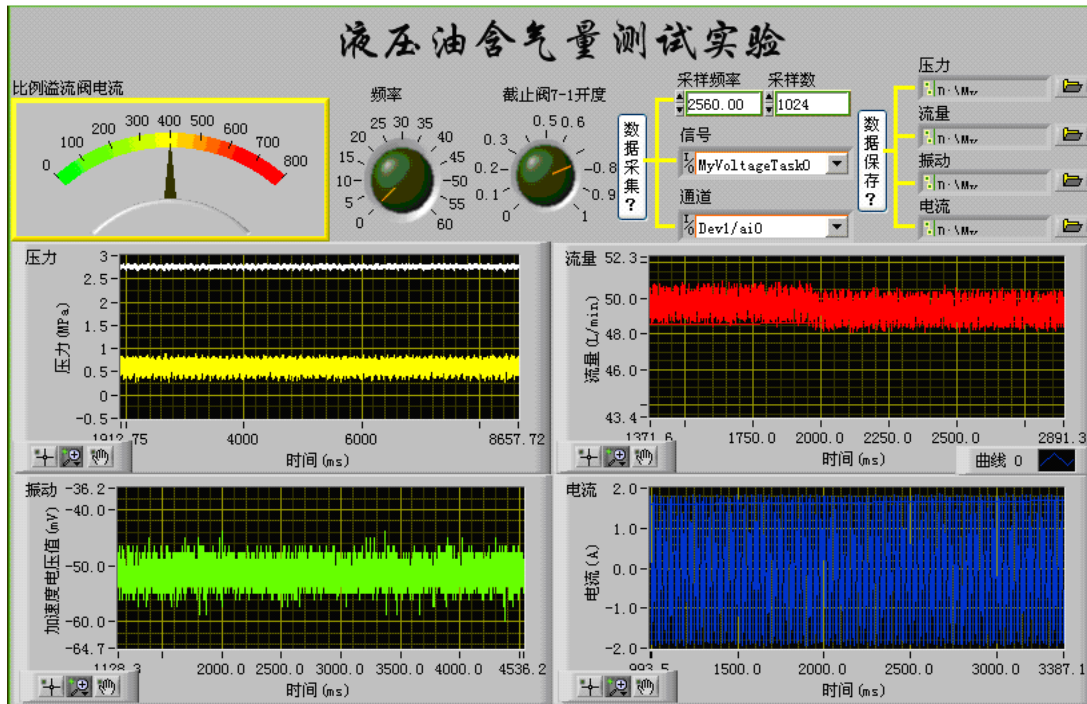 液压油含气量测试实验
比例溢流阀电流
0 100 200 300 400 500 600 700 800
频率
0 5 10 15 20 25 30 35 40 45 50 55 60
截止阀7-1开度
0 0.1 0.2 0.3 0.5 0.6 0.8 0.9 1
数据采集?
采样频率 采样数
2560.00 1024
信号
MyVoltageTask0
通道
Dev1/ai0
数据保存?
压力
流量
振动
电流
压力
压力(MPa)
3
2.5
2
1.5
1
0.5
0
-0.5
4000 6000 8657.72
时间(ms)
流量
流量(L/min)
52.3
50.0
48.0
46.0
43.4
1371.6 1750.0 2000.0 2250.0 2500.0 2891.3
时间(ms)
曲线 0
振动
加速度电压值(mV)
-36.2
-40.0
-50.0
-60.0
-64.7
2000.0 2500.0 3000.0 3500.0 4000.0 4536.2
时间(ms)
电流
电流(A)
2.0
1.0
0.0
-1.0
-2.0
993.5 1500.0 2000.0 2500.0 3000.0 3387.1
时间(ms)